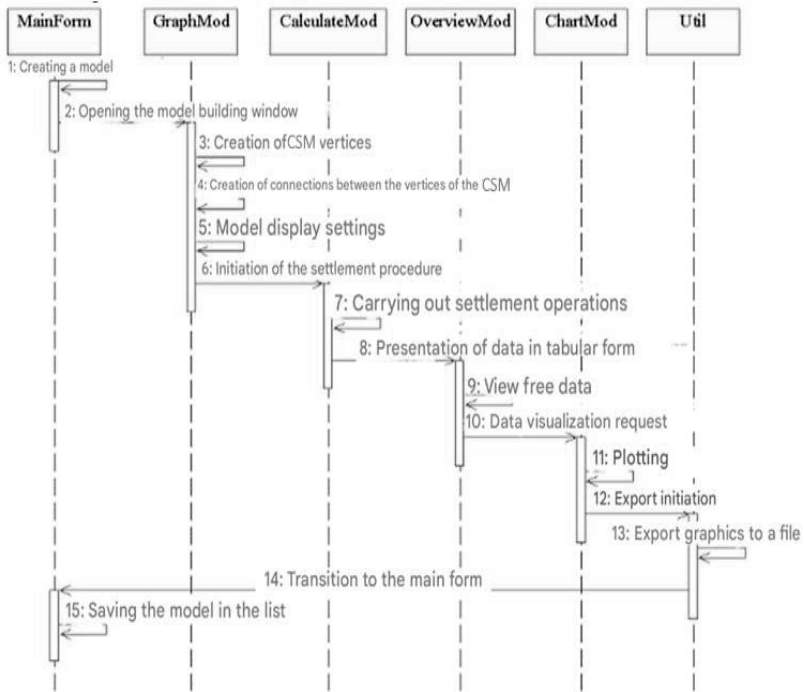 MainForm
GraphMod
CalculateMod
OverviewMod
ChartMod
Util
1: Creating a model
2: Opening the model building window
3: Creation ofCSM vertices
4: Creation of connections between the vertices of the CSM
5: Model display settings
6: Initiation of the settlement procedure
7: Carrying out settlement operations
8: Presentation of data in tabular form
9: View free data
10: Data visualization request
11: Plotting
12: Export initiation
13: Export graphics to a file
14: Transition to the main form
15: Saving the model in the list